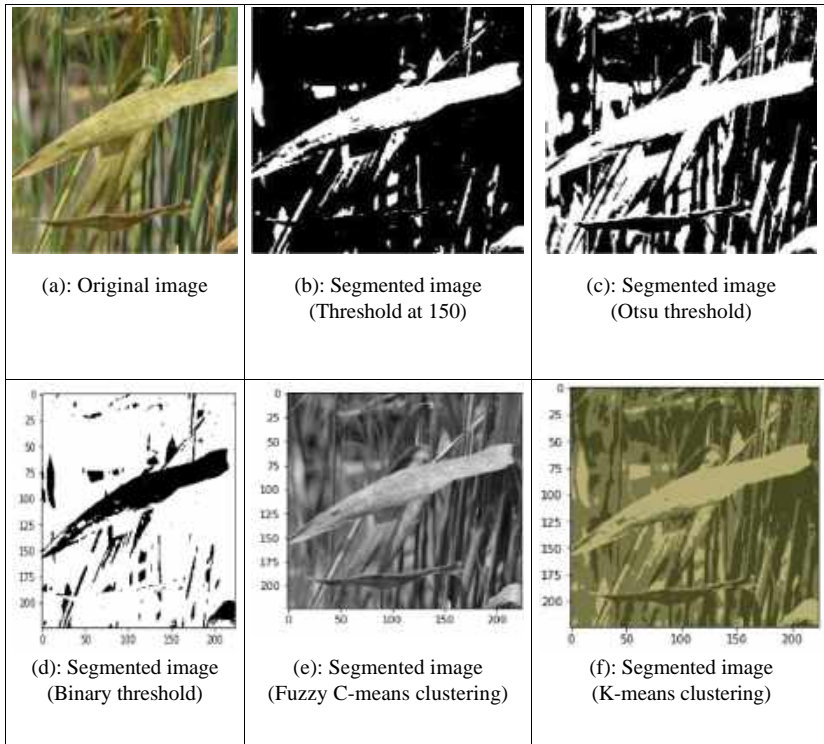 (a): Original image
(b): Segmented image
(Threshold at 150)
(c): Segmented image
(Otsu threshold)
0
25
50
75
100
125
150
175
200
0 50 100 150 200
(d): Segmented image
(Binary threshold)
0
25
50
75
100
125
150
175
200
0 50 100 150 200
(e): Segmented image
(Fuzzy C-means clustering)
0
25
50
75
100
125
150
175
200
0 50 100 150 200
(f): Segmented image
(K-means clustering)